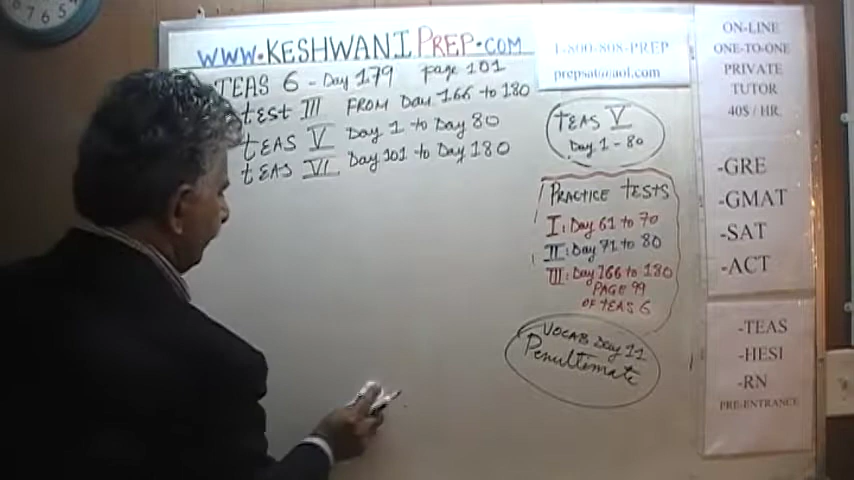 www.KESHWANIPREP.com
TEAS 6 - Day 179 page 101
test III FROM Day 166 to 180
tEAS V Day 1 to Day 80
tEAS VI Day 101 to Day 180
1-800-808-PREP
prepsat@aol.com
tEAS V
Day 1 - 80
PRACTICE TESTS
I: Day 61 to 70
II: Day 71 to 80
III: Day 166 to 180
PAGE 99
OF TEAS 6
VOCAB Day 11
Penultimate
ON-LINE
ONE-TO-ONE
PRIVATE
TUTOR
40$ / HR.
-GRE
-GMAT
-SAT
-ACT
-TEAS
-HESI
-RN
PRE-ENTRANCE
7 6 5